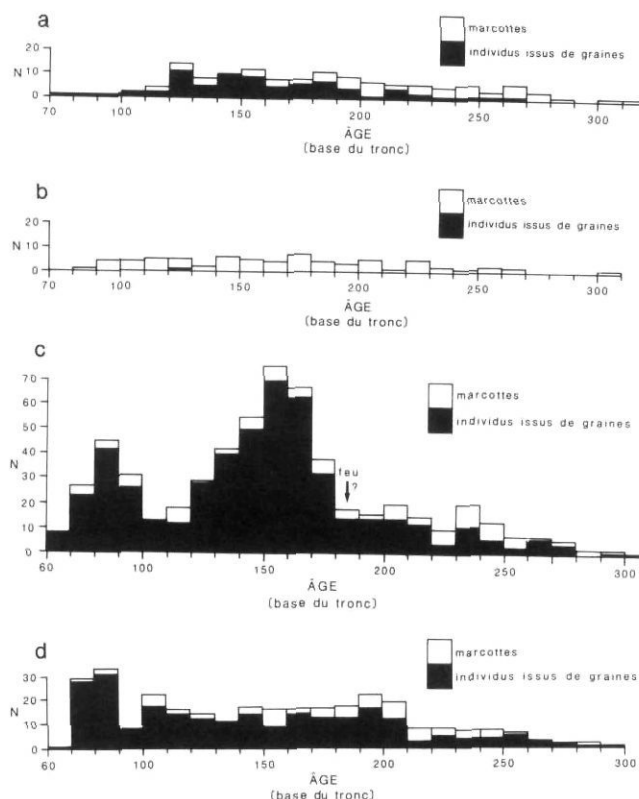 a
marcottes
individus issus de graines
20
N 10
0
70 100 150 200 250 300
ÂGE
(base du tronc)
b
marcottes
individus issus de graines
20
N 10
0
70 100 150 200 250 300
ÂGE
(base du tronc)
c
marcottes
individus issus de graines
70
60
50
40
N
30
20
10
0
feu
?
60 100 150 200 250 300
ÂGE
(base du tronc)
d
marcottes
individus issus de graines
30
20
N
10
0
60 100 150 200 250 300
ÂGE
(base du tronc)